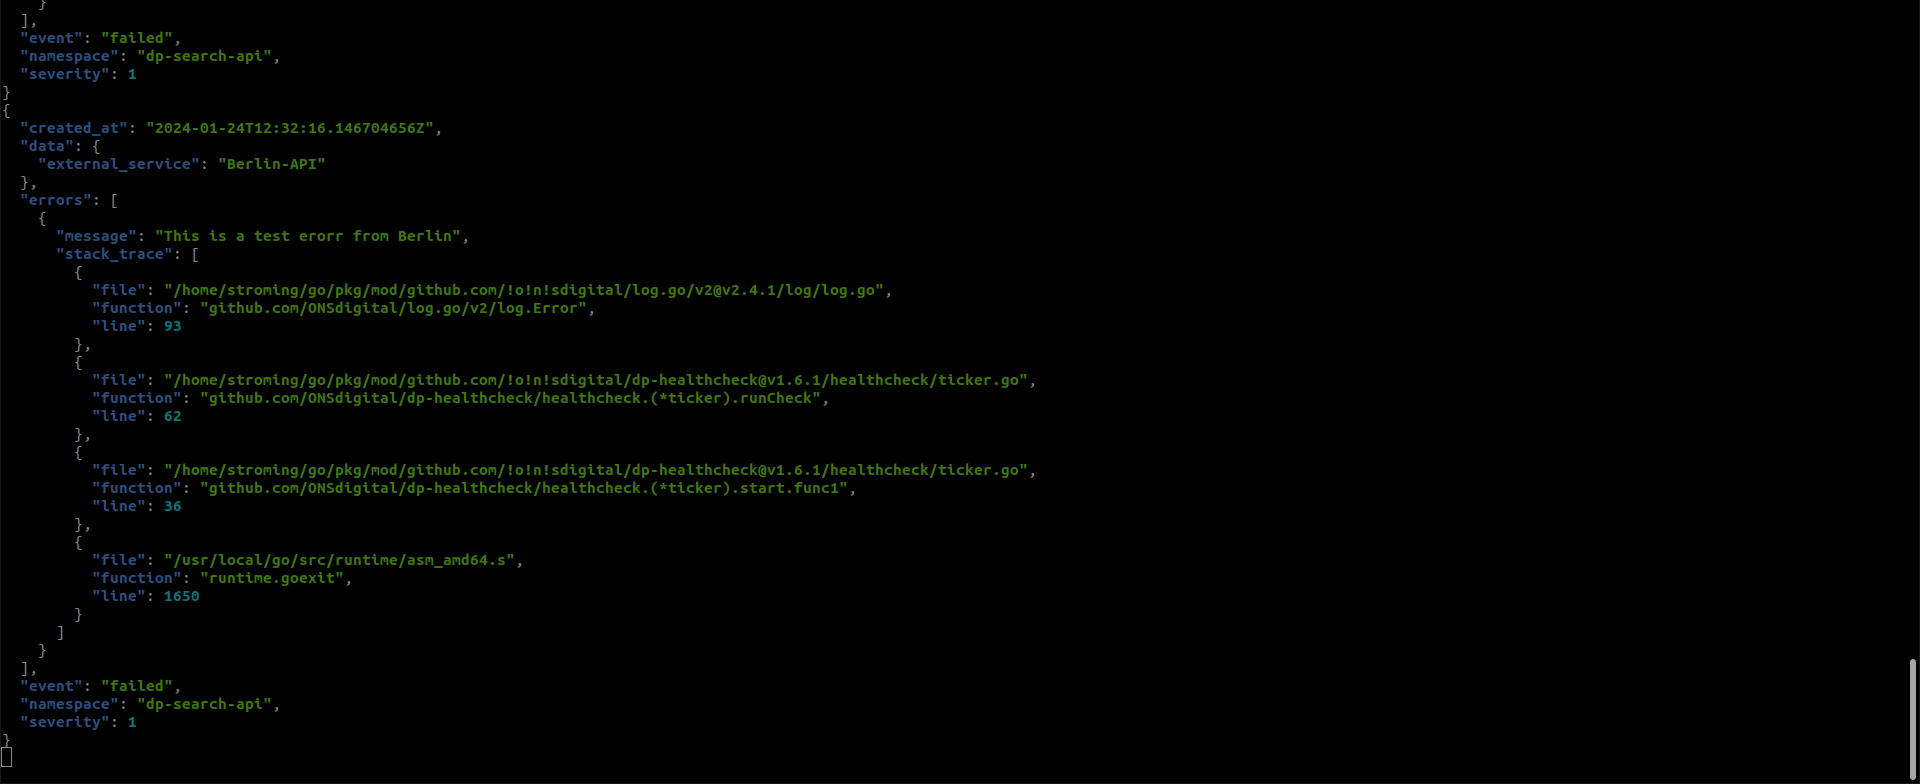 }
  ],
  "event": "failed",
  "namespace": "dp-search-api",
  "severity": 1
}
{
  "created_at": "2024-01-24T12:32:16.146704656Z",
  "data": {
    "external_service": "Berlin-API"
  },
  "errors": [
    {
      "message": "This is a test erorr from Berlin",
      "stack_trace": [
        {
          "file": "/home/stroming/go/pkg/mod/github.com/!o!n!sdigital/log.go/v2@v2.4.1/log/log.go",
          "function": "github.com/ONSdigital/log.go/v2/log.Error",
          "line": 93
        },
        {
          "file": "/home/stroming/go/pkg/mod/github.com/!o!n!sdigital/dp-healthcheck@v1.6.1/healthcheck/ticker.go",
          "function": "github.com/ONSdigital/dp-healthcheck/healthcheck.(*ticker).runCheck",
          "line": 62
        },
        {
          "file": "/home/stroming/go/pkg/mod/github.com/!o!n!sdigital/dp-healthcheck@v1.6.1/healthcheck/ticker.go",
          "function": "github.com/ONSdigital/dp-healthcheck/healthcheck.(*ticker).start.func1",
          "line": 36
        },
        {
          "file": "/usr/local/go/src/runtime/asm_amd64.s",
          "function": "runtime.goexit",
          "line": 1650
        }
      ]
    }
  ],
  "event": "failed",
  "namespace": "dp-search-api",
  "severity": 1
}